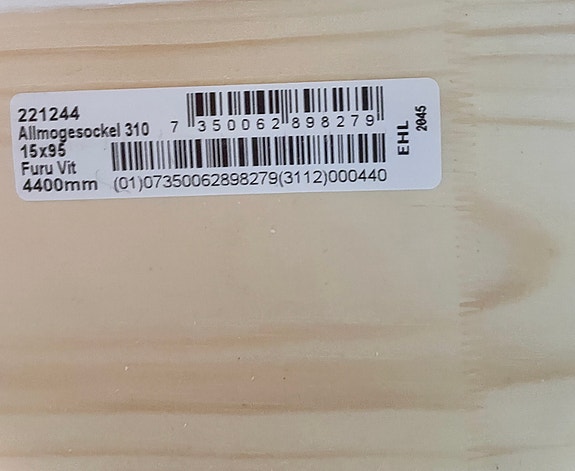 221244
Allmogesockel 310
15x95
Furu Vit
4400mm
7 350062 898279
(01)07350062898279(3112)000440
EHL
2045